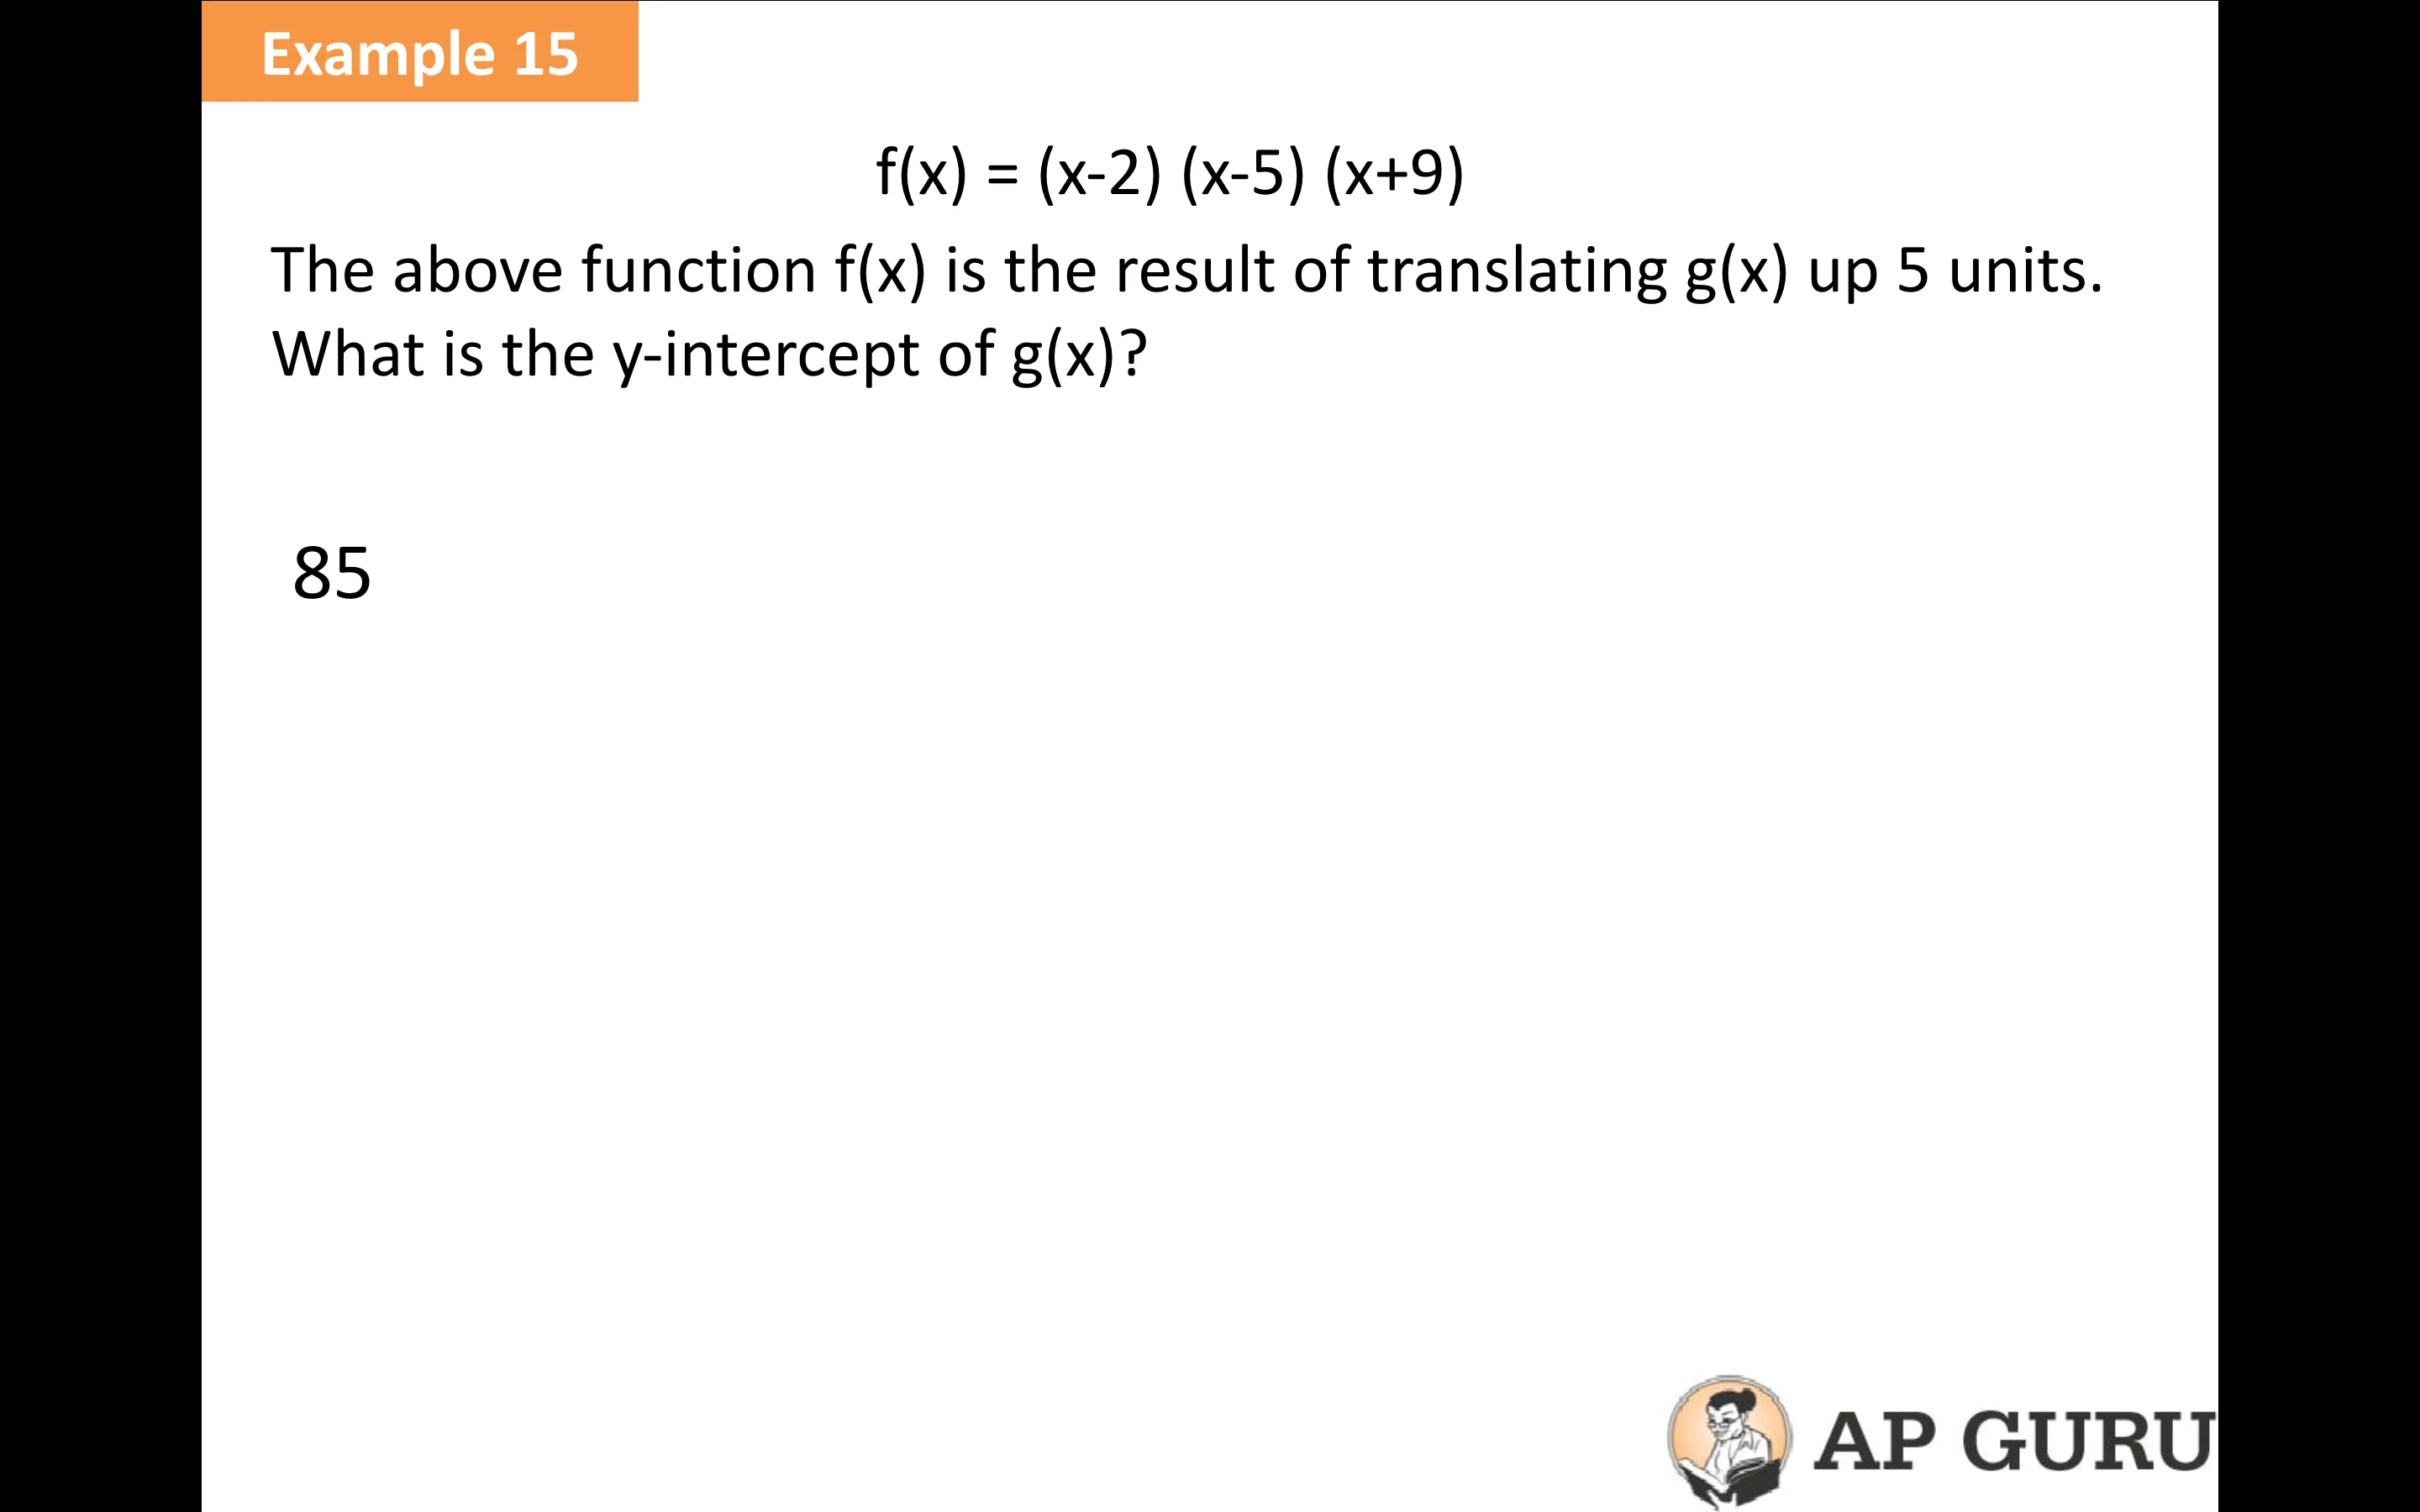 Example 15
f(x) = (x-2) (x-5) (x+9)
The above function f(x) is the result of translating g(x) up 5 units.
What is the y-intercept of g(x)?
85
AP GURU